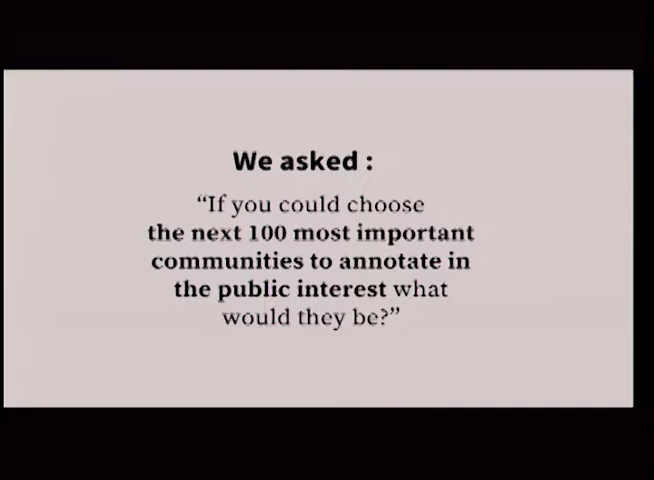 We asked :
“If you could choose
the next 100 most important
communities to annotate in
the public interest what
would they be?”